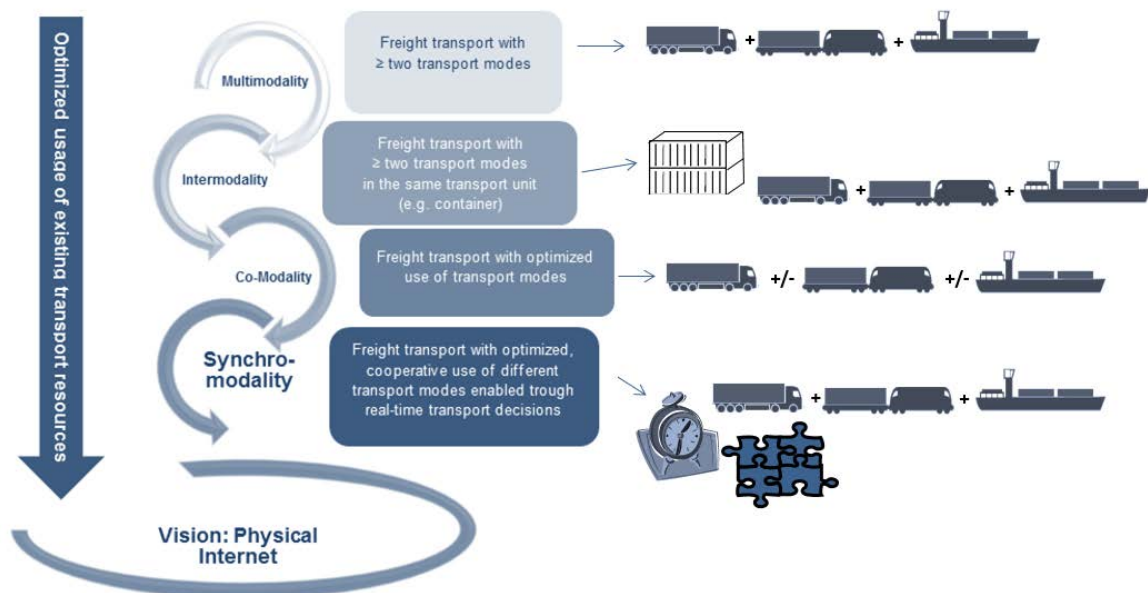 Optimized usage of existing transport resources
Multimodality
Freight transport with
≥ two transport modes
+
+
Intermodality
Freight transport with
≥ two transport modes
in the same transport unit
(e.g. container)
+
+
Co-Modality
Freight transport with optimized
use of transport modes
+/-
+/-
Synchro-
modality
Freight transport with optimized,
cooperative use of different
transport modes enabled trough
real-time transport decisions
+
+
Vision: Physical
Internet